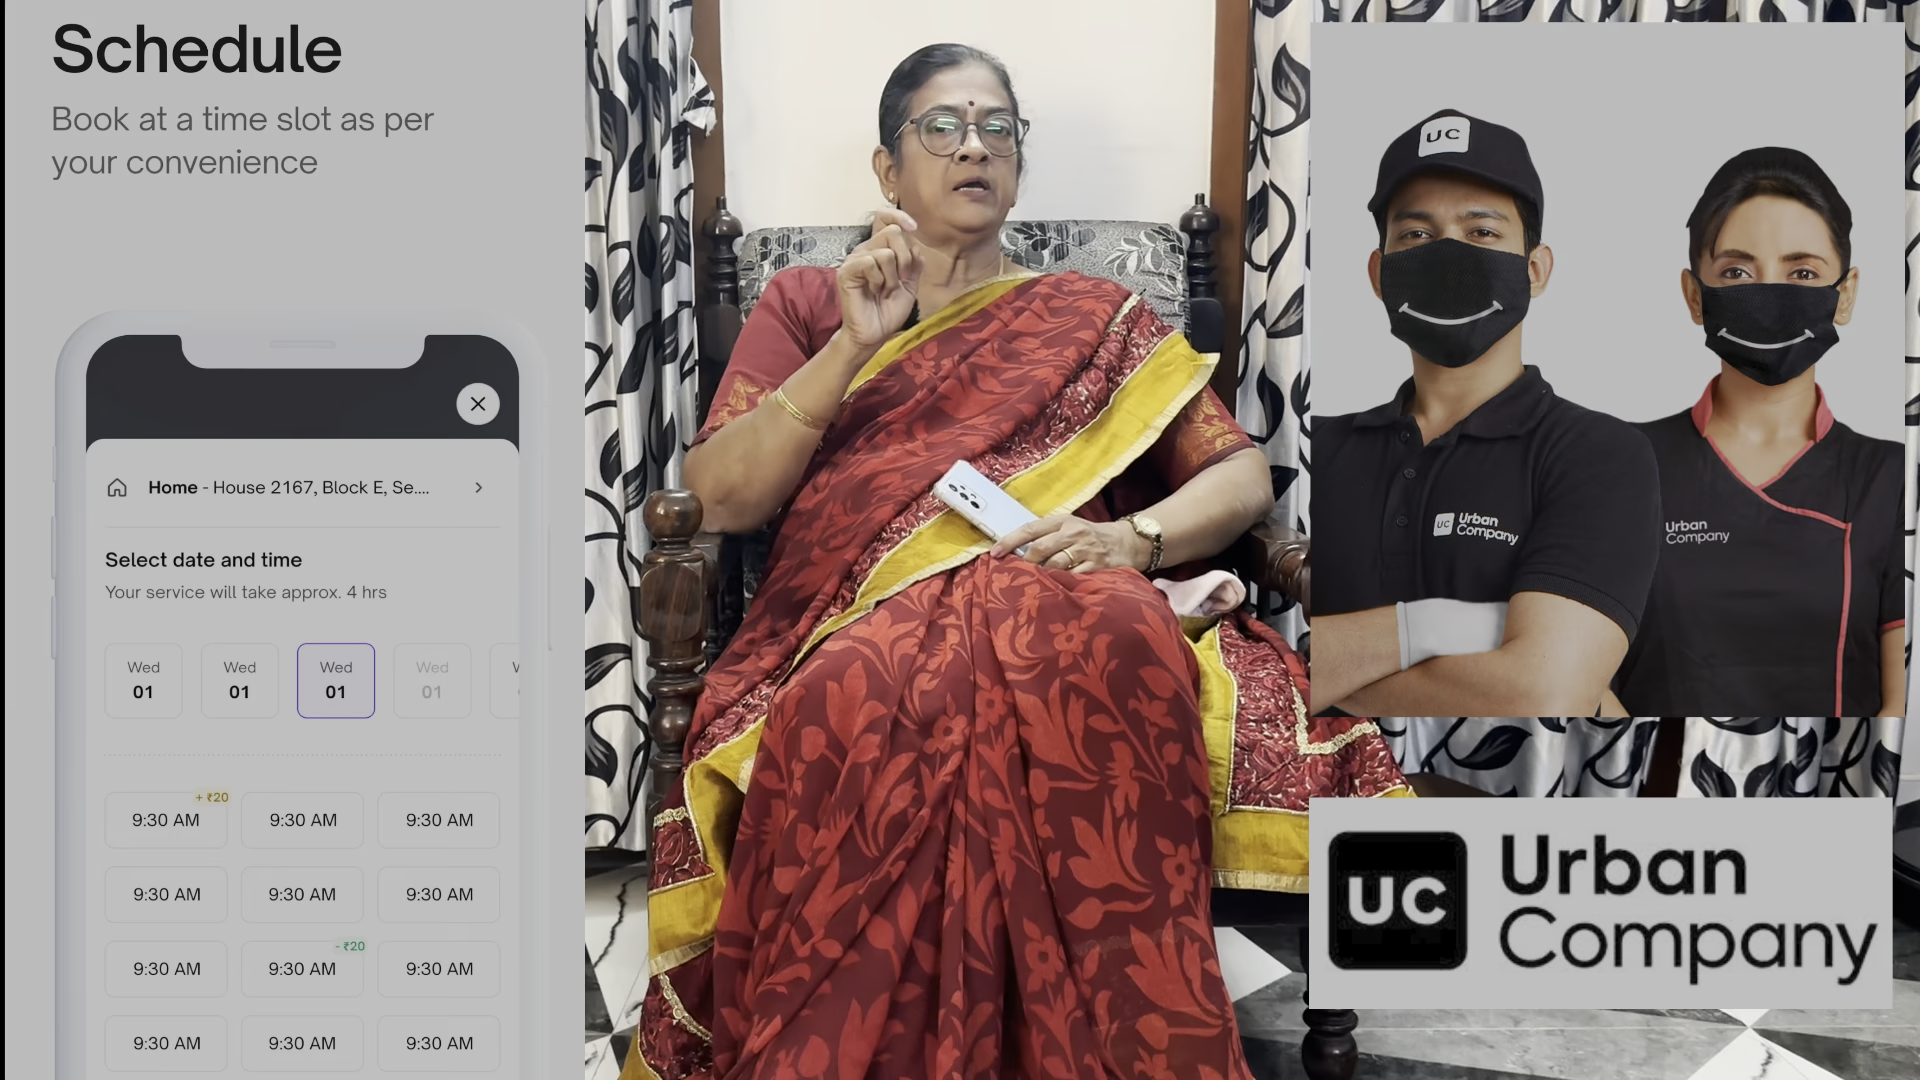 Schedule
Book at a time slot as per
your convenience
Home - House 2167, Block E, Se....
Select date and time
Your service will take approx. 4 hrs
Wed
01
Wed
01
Wed
01
Wed
01
+ ₹20
9:30 AM
9:30 AM
9:30 AM
9:30 AM
9:30 AM
9:30 AM
- ₹20
9:30 AM
9:30 AM
9:30 AM
9:30 AM
9:30 AM
9:30 AM
UC
UC Urban
Company
Urban
Company
UC
Urban
Company